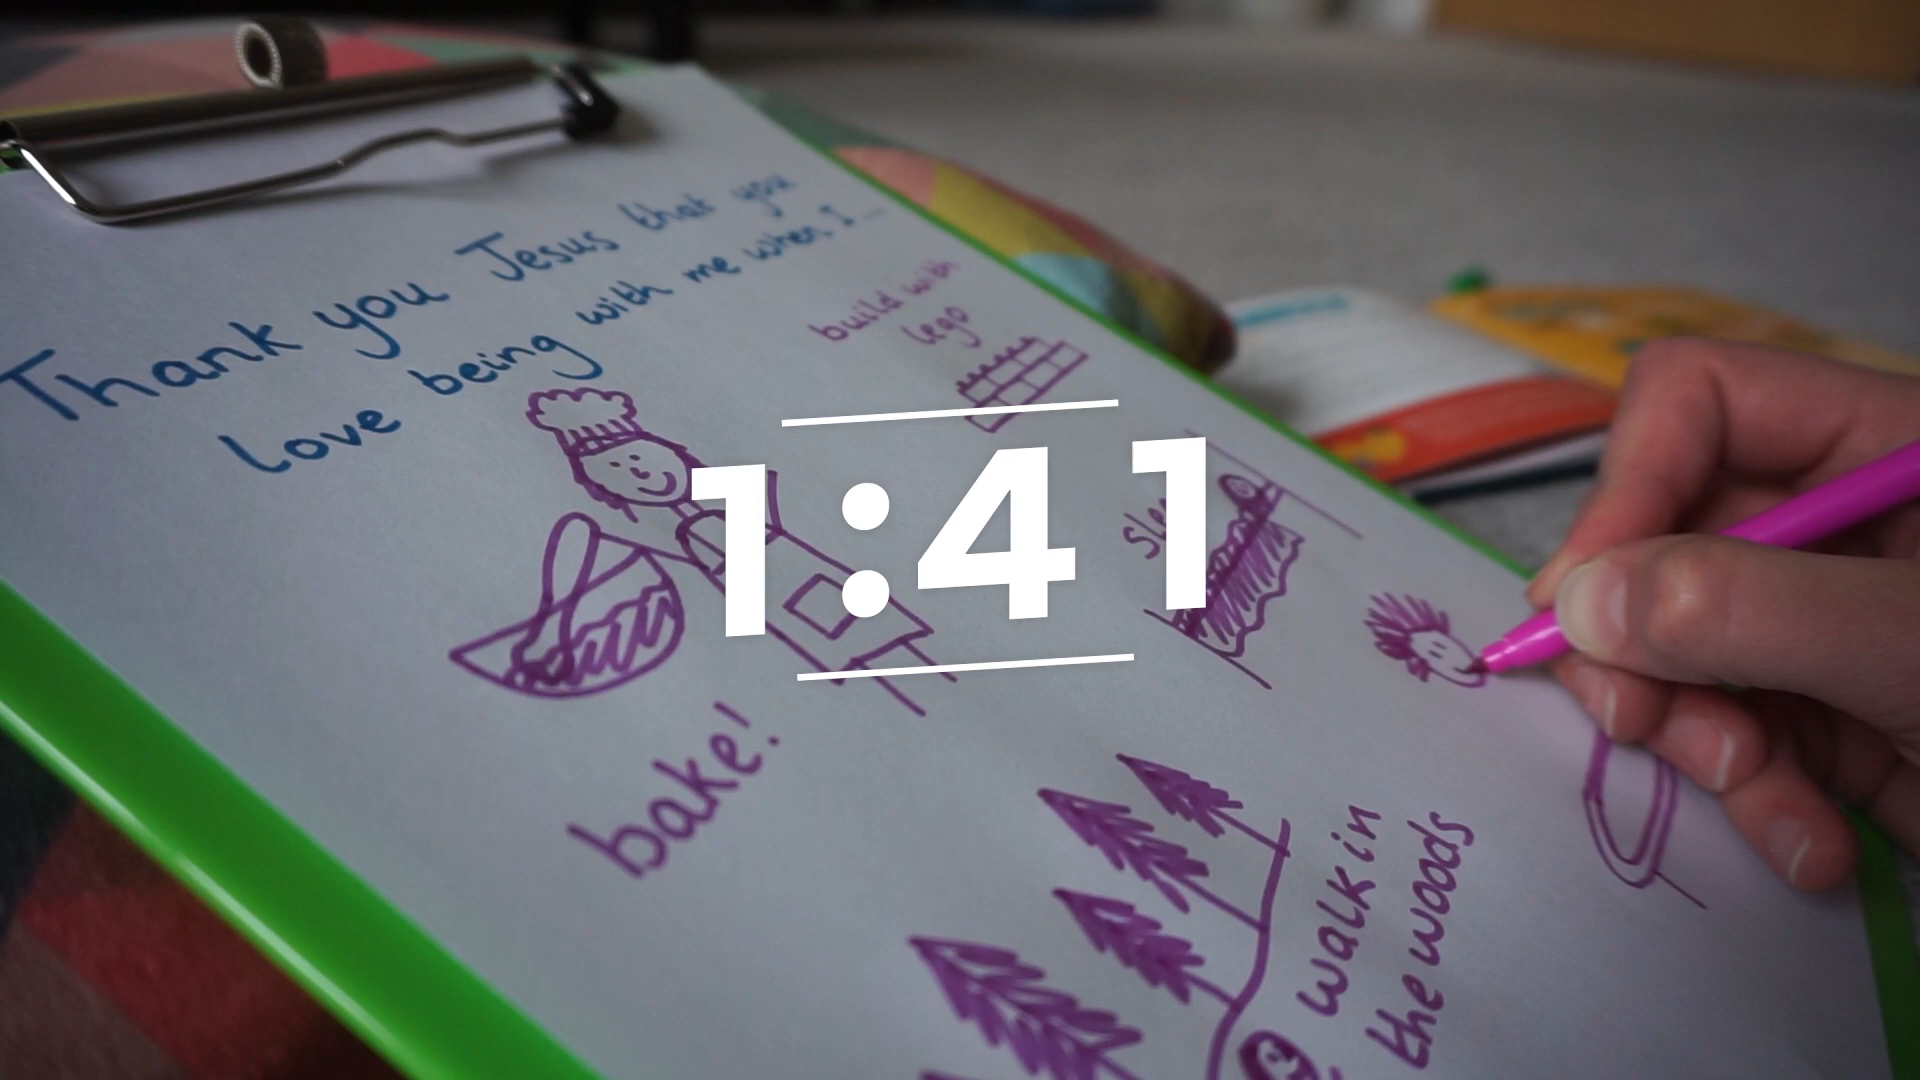 Thank you Jesus that you
love being with me when I...
build with
lego
1:41
bake!
walk in
the woods